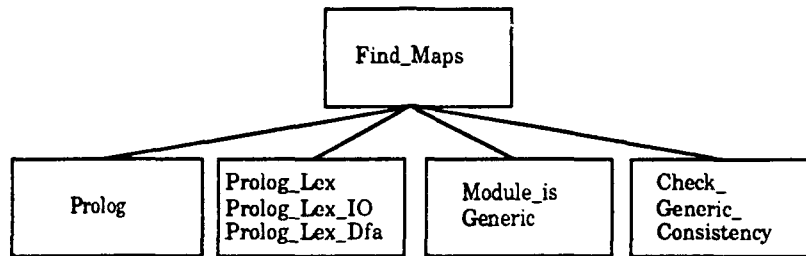 Find_Maps
Prolog
Prolog_Lex
Prolog_Lex_IO
Prolog_Lex_Dfa
Module_is
Generic
Check_
Generic_
Consistency